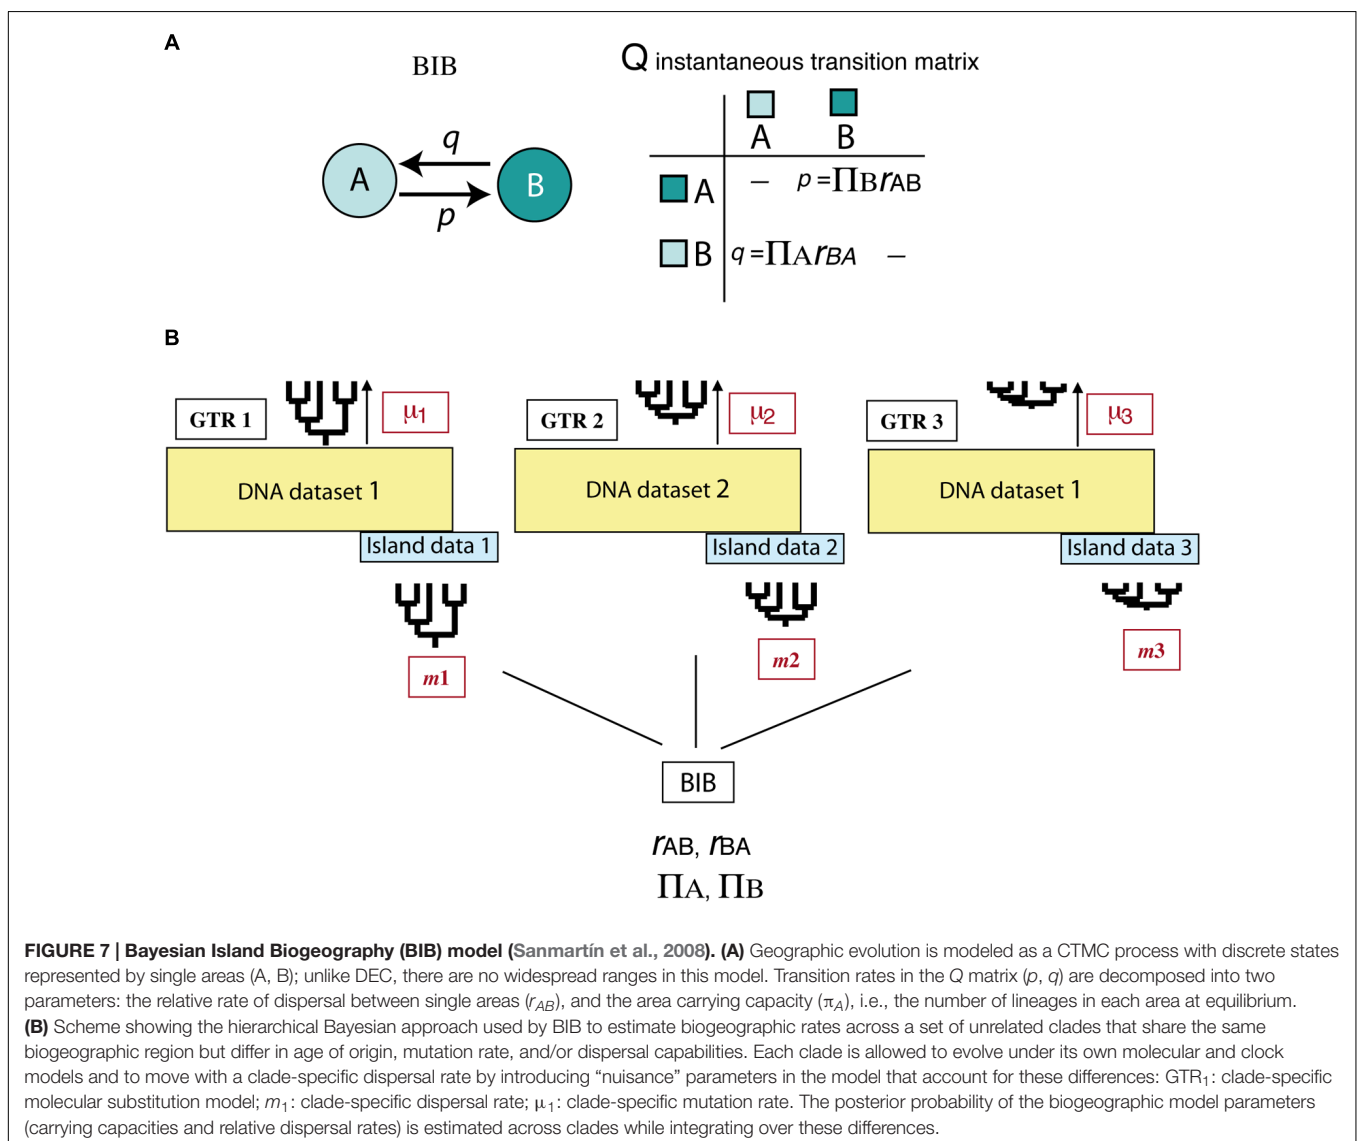 A
BIB
Q instantaneous transition matrix
A B
q
A B
p
A – p =ΠBrAB
B q =ΠArBA –
B
GTR 1 μ1 GTR 2 μ2 GTR 3 μ3
DNA dataset 1 DNA dataset 2 DNA dataset 1
Island data 1 Island data 2 Island data 3
m1 m2 m3
BIB
rAB, rBA
ΠA, ΠB
FIGURE 7 | Bayesian Island Biogeography (BIB) model (Sanmartín et al., 2008). (A) Geographic evolution is modeled as a CTMC process with discrete states
represented by single areas (A, B); unlike DEC, there are no widespread ranges in this model. Transition rates in the Q matrix (p, q) are decomposed into two
parameters: the relative rate of dispersal between single areas (rAB), and the area carrying capacity (πA), i.e., the number of lineages in each area at equilibrium.
(B) Scheme showing the hierarchical Bayesian approach used by BIB to estimate biogeographic rates across a set of unrelated clades that share the same
biogeographic region but differ in age of origin, mutation rate, and/or dispersal capabilities. Each clade is allowed to evolve under its own molecular and clock
models and to move with a clade-specific dispersal rate by introducing “nuisance” parameters in the model that account for these differences: GTR1: clade-specific
molecular substitution model; m1: clade-specific dispersal rate; μ1: clade-specific mutation rate. The posterior probability of the biogeographic model parameters
(carrying capacities and relative dispersal rates) is estimated across clades while integrating over these differences.